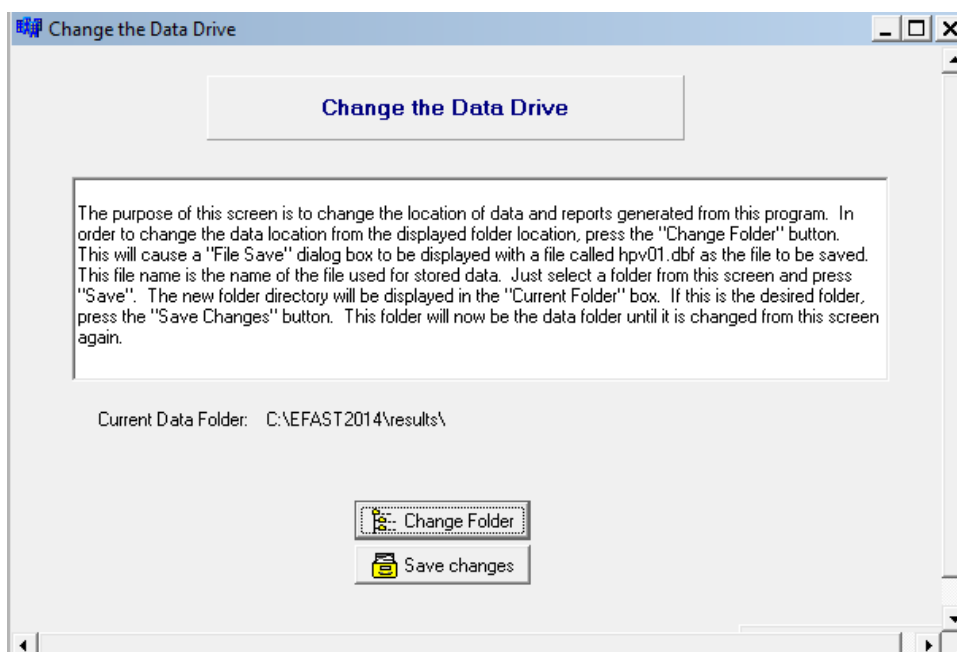 Change the Data Drive
Change the Data Drive
The purpose of this screen is to change the location of data and reports generated from this program.  In
order to change the data location from the displayed folder location, press the "Change Folder" button.
This will cause a "File Save" dialog box to be displayed with a file called hpv01.dbf as the file to be saved.
This file name is the name of the file used for stored data.  Just select a folder from this screen and press
"Save".  The new folder directory will be displayed in the "Current Folder" box.  If this is the desired folder,
press the "Save Changes" button.  This folder will now be the data folder until it is changed from this screen
again.
Current Data Folder:   C:\EFAST2014\results\
Change Folder
Save changes